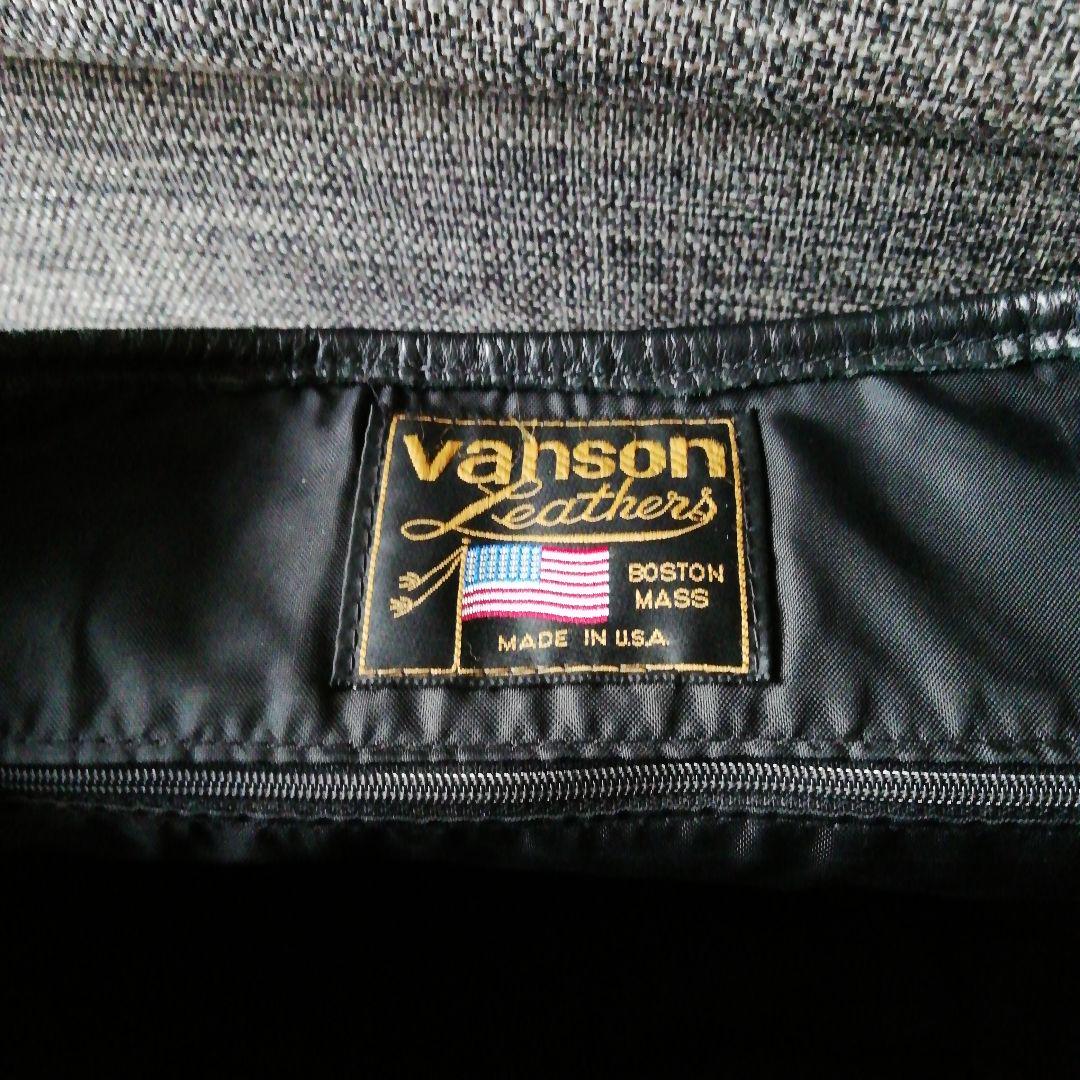 vanson
Leathers
BOSTON
MASS
MADE IN U.S.A.